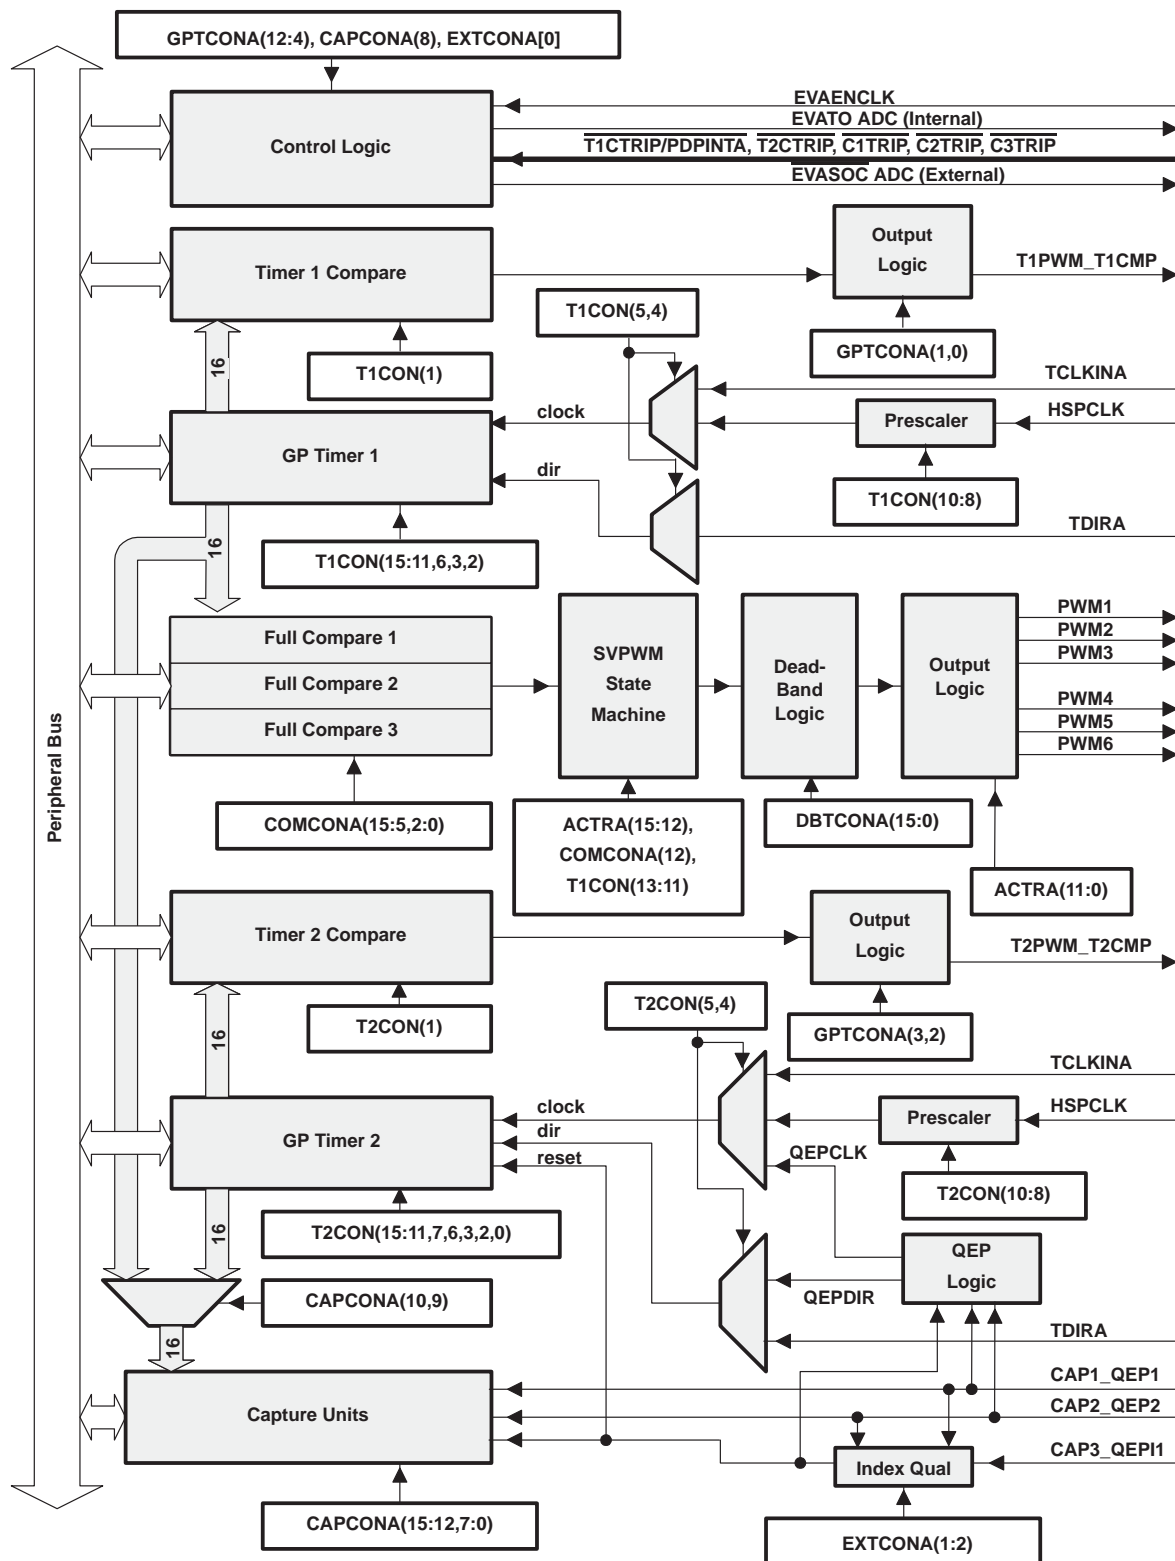 GPTCONA(12:4), CAPCONA(8), EXTCONA[0]
Control Logic
EVAENCLK
EVATO ADC (Internal)
T1CTRIP/PDPINTA, T2CTRIP, C1TRIP, C2TRIP, C3TRIP
EVASOC ADC (External)
Timer 1 Compare
Output
Logic
T1PWM_T1CMP
T1CON(5,4)
16
T1CON(1)
GPTCONA(1,0)
TCLKINA
clock
Prescaler
HSPCLK
GP Timer 1
dir
T1CON(10:8)
16
T1CON(15:11,6,3,2)
TDIRA
Full Compare 1
Full Compare 2
Full Compare 3
SVPWM
State
Machine
Dead-
Band
Logic
Output
Logic
PWM1
PWM2
PWM3
PWM4
PWM5
PWM6
Peripheral Bus
COMCONA(15:5,2:0)
ACTRA(15:12),
COMCONA(12),
T1CON(13:11)
DBTCONA(15:0)
ACTRA(11:0)
Timer 2 Compare
Output
Logic
T2PWM_T2CMP
T2CON(5,4)
16
T2CON(1)
GPTCONA(3,2)
TCLKINA
clock
Prescaler
HSPCLK
GP Timer 2
dir
reset
QEPCLK
T2CON(10:8)
16
T2CON(15:11,7,6,3,2,0)
QEP
Logic
CAPCONA(10,9)
QEPDIR
TDIRA
16
Capture Units
CAP1_QEP1
CAP2_QEP2
Index Qual
CAP3_QEPI1
CAPCONA(15:12,7:0)
EXTCONA(1:2)